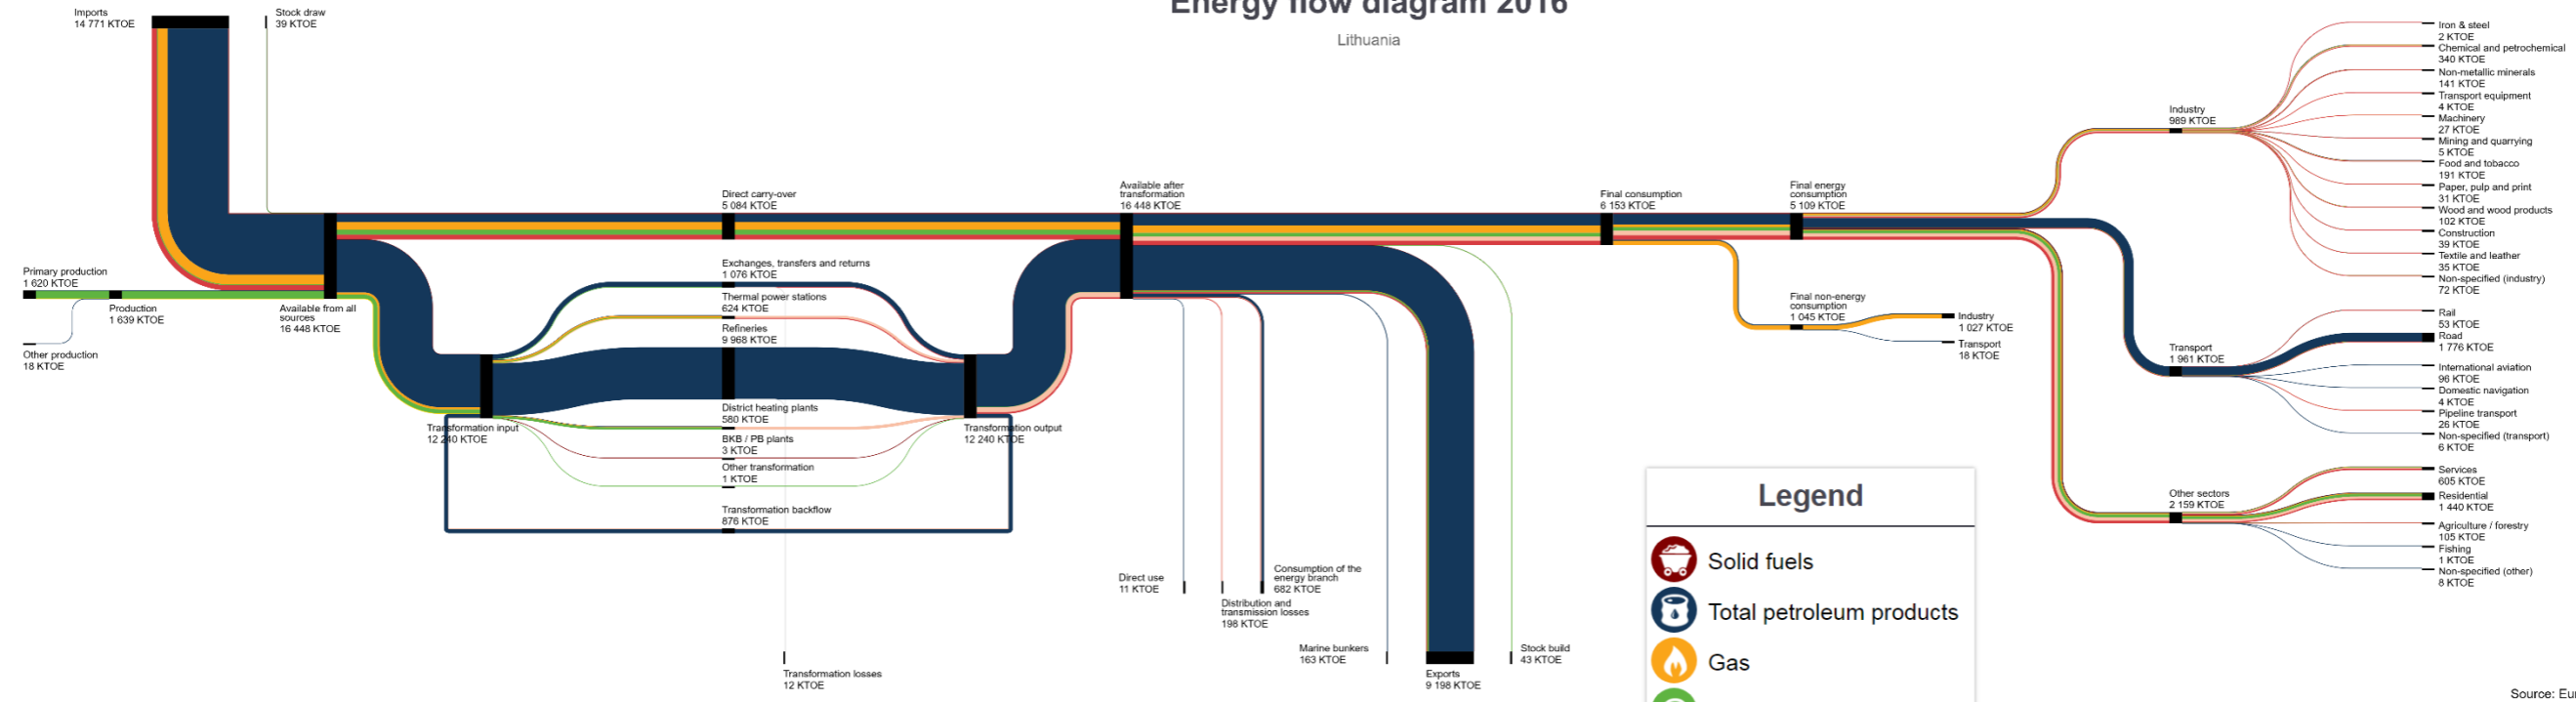 Energy flow diagram 2016
Lithuania
Imports
14 771 KTOE
Stock draw
39 KTOE
Primary production
1 620 KTOE
Production
1 639 KTOE
Other production
18 KTOE
Available from all
sources
16 448 KTOE
Direct carry-over
5 084 KTOE
Exchanges, transfers and returns
1 076 KTOE
Thermal power stations
624 KTOE
Refineries
9 968 KTOE
District heating plants
580 KTOE
BKB / PB plants
3 KTOE
Other transformation
1 KTOE
Transformation backflow
876 KTOE
Transformation input
12 240 KTOE
Transformation output
12 240 KTOE
Transformation losses
12 KTOE
Available after
transformation
16 448 KTOE
Direct use
11 KTOE
Distribution and
transmission losses
198 KTOE
Consumption of the
energy branch
682 KTOE
Marine bunkers
163 KTOE
Exports
9 198 KTOE
Stock build
43 KTOE
Final consumption
6 153 KTOE
Final energy
consumption
5 109 KTOE
Final non-energy
consumption
1 045 KTOE
Industry
1 027 KTOE
Transport
18 KTOE
Industry
989 KTOE
Transport
1 961 KTOE
Other sectors
2 159 KTOE
Iron & steel
2 KTOE
Chemical and petrochemical
340 KTOE
Non-metallic minerals
141 KTOE
Transport equipment
4 KTOE
Machinery
27 KTOE
Mining and quarrying
5 KTOE
Food and tobacco
191 KTOE
Paper, pulp and print
31 KTOE
Wood and wood products
102 KTOE
Construction
39 KTOE
Textile and leather
35 KTOE
Non-specified (industry)
72 KTOE
Rail
53 KTOE
Road
1 776 KTOE
International aviation
96 KTOE
Domestic navigation
4 KTOE
Pipeline transport
26 KTOE
Non-specified (transport)
6 KTOE
Services
605 KTOE
Residential
1 440 KTOE
Agriculture / forestry
105 KTOE
Fishing
1 KTOE
Non-specified (other)
8 KTOE
Legend
Solid fuels
Total petroleum products
Gas
Source: Eu